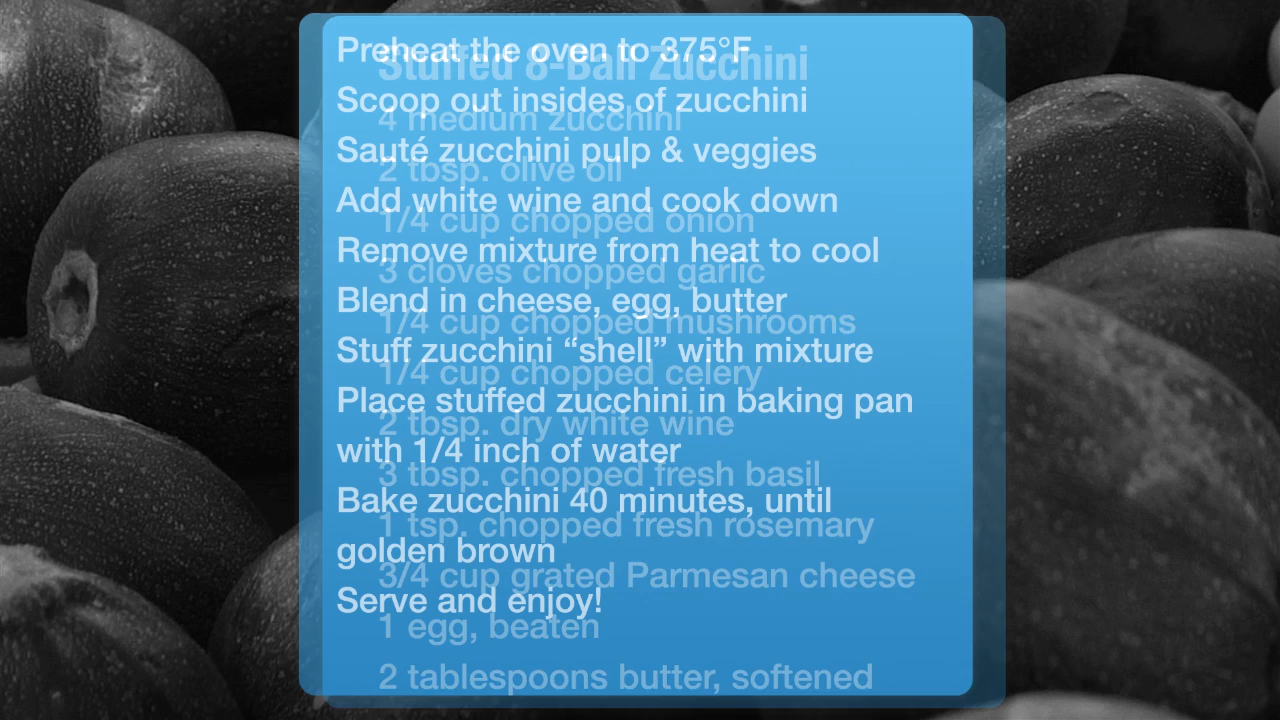 Preheat the oven to 375°F
Scoop out insides of zucchini
Sauté zucchini pulp & veggies
Add white wine and cook down
Remove mixture from heat to cool
Blend in cheese, egg, butter
Stuff zucchini “shell” with mixture
Place stuffed zucchini in baking pan
with 1/4 inch of water
Bake zucchini 40 minutes, until
golden brown
Serve and enjoy!
Stuffed 8-Ball Zucchini
4 medium zucchini
2 tbsp. olive oil
1/4 cup chopped onion
3 cloves chopped garlic
1/4 cup chopped mushrooms
1/4 cup chopped celery
2 tbsp. dry white wine
3 tbsp. chopped fresh basil
1 tsp. chopped fresh rosemary
3/4 cup grated Parmesan cheese
1 egg, beaten
2 tablespoons butter, softened